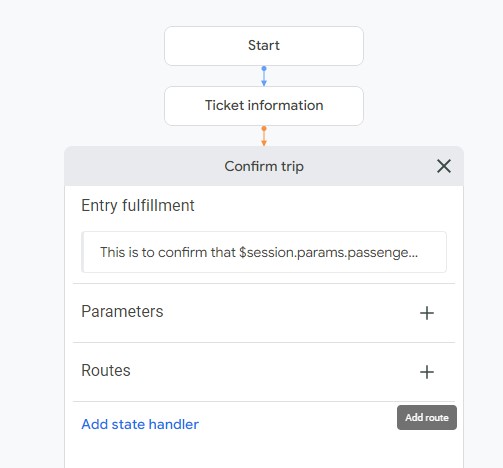 Start
Ticket information
Confirm trip
Entry fulfillment
This is to confirm that $session.params.passenge...
Parameters
Routes
Add route
Add state handler